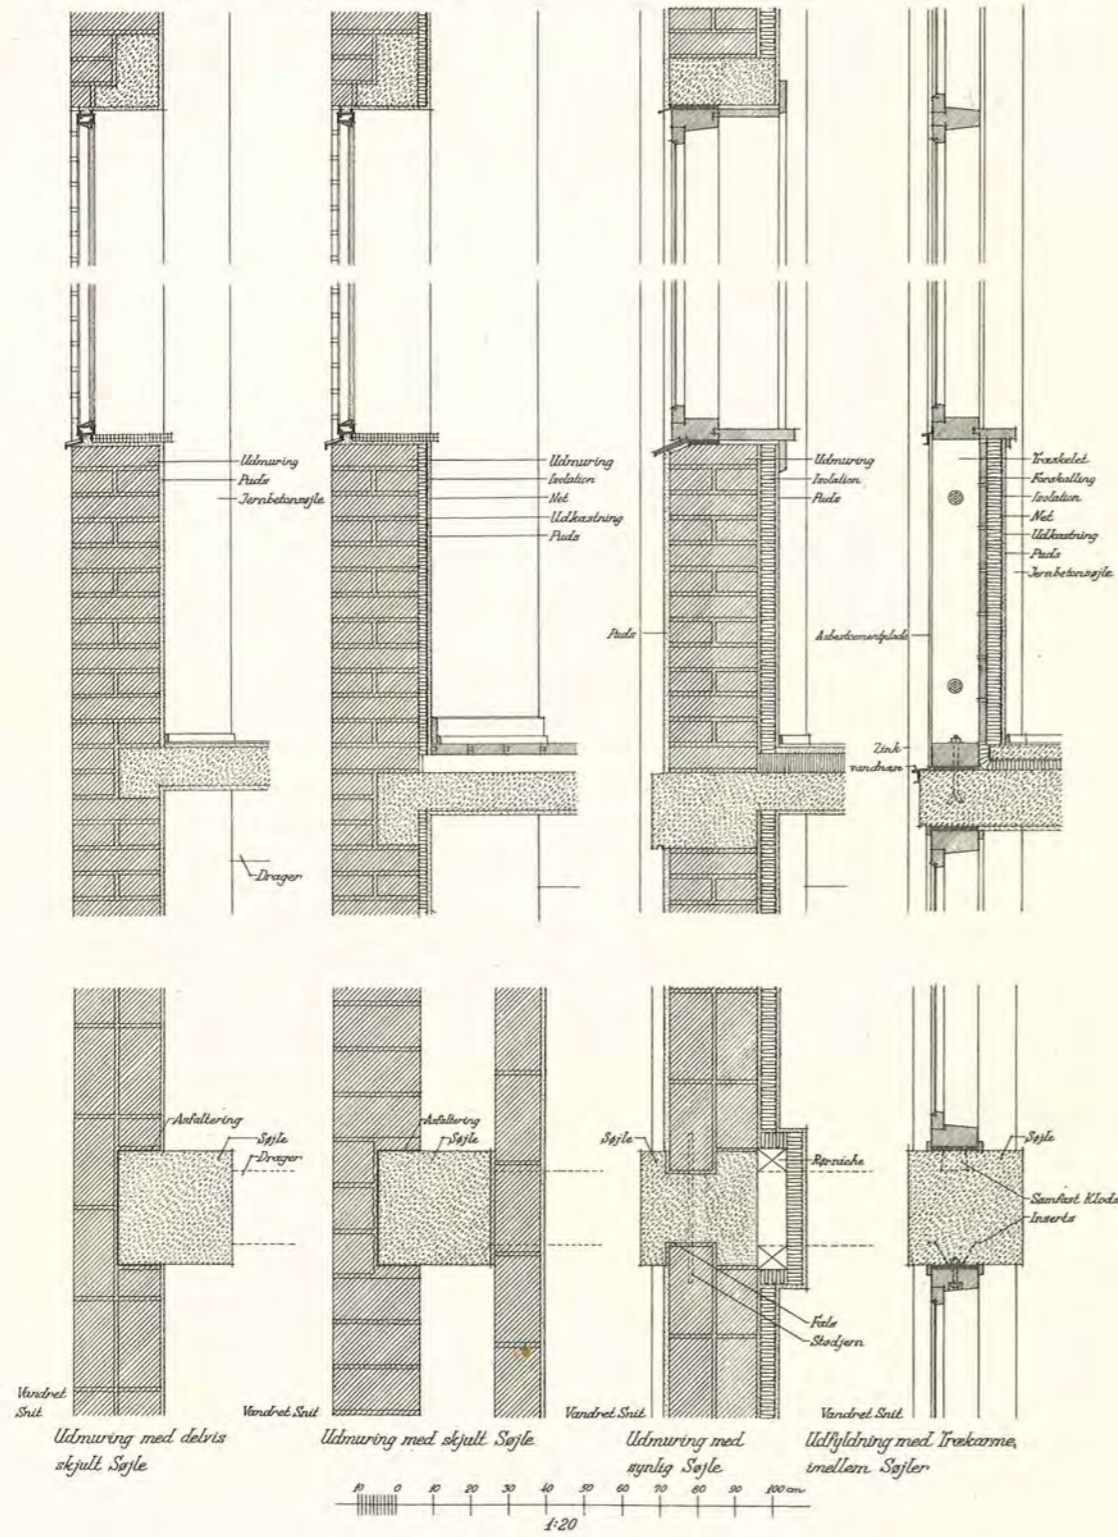 Udmuring
Puds
Jernbetonsøjle
Drager
Udmuring
Isolation
Net
Udkastning
Puds
Udmuring
Isolation
Puds
Puds
Træskelet
Forskalling
Isolation
Net
Udkastning
Puds
Jernbetonsøjle
Asbestcementplade
Zink
vandnæse
Asfaltering
Søjle
Drager
Vandret
Snit
Udmuring med delvis
skjult Søjle
Asfaltering
Søjle
Vandret Snit
Udmuring med skjult Søjle
Søjle
Rørniche
Fals
Stødjern
Vandret Snit
Udmuring med
synlig Søjle
Søjle
Sømfast Klods
Inserts
Vandret Snit
Udfyldning med Trækarme,
imellem Søjler
10 0 10 20 30 40 50 60 70 80 90 100 cm
1:20